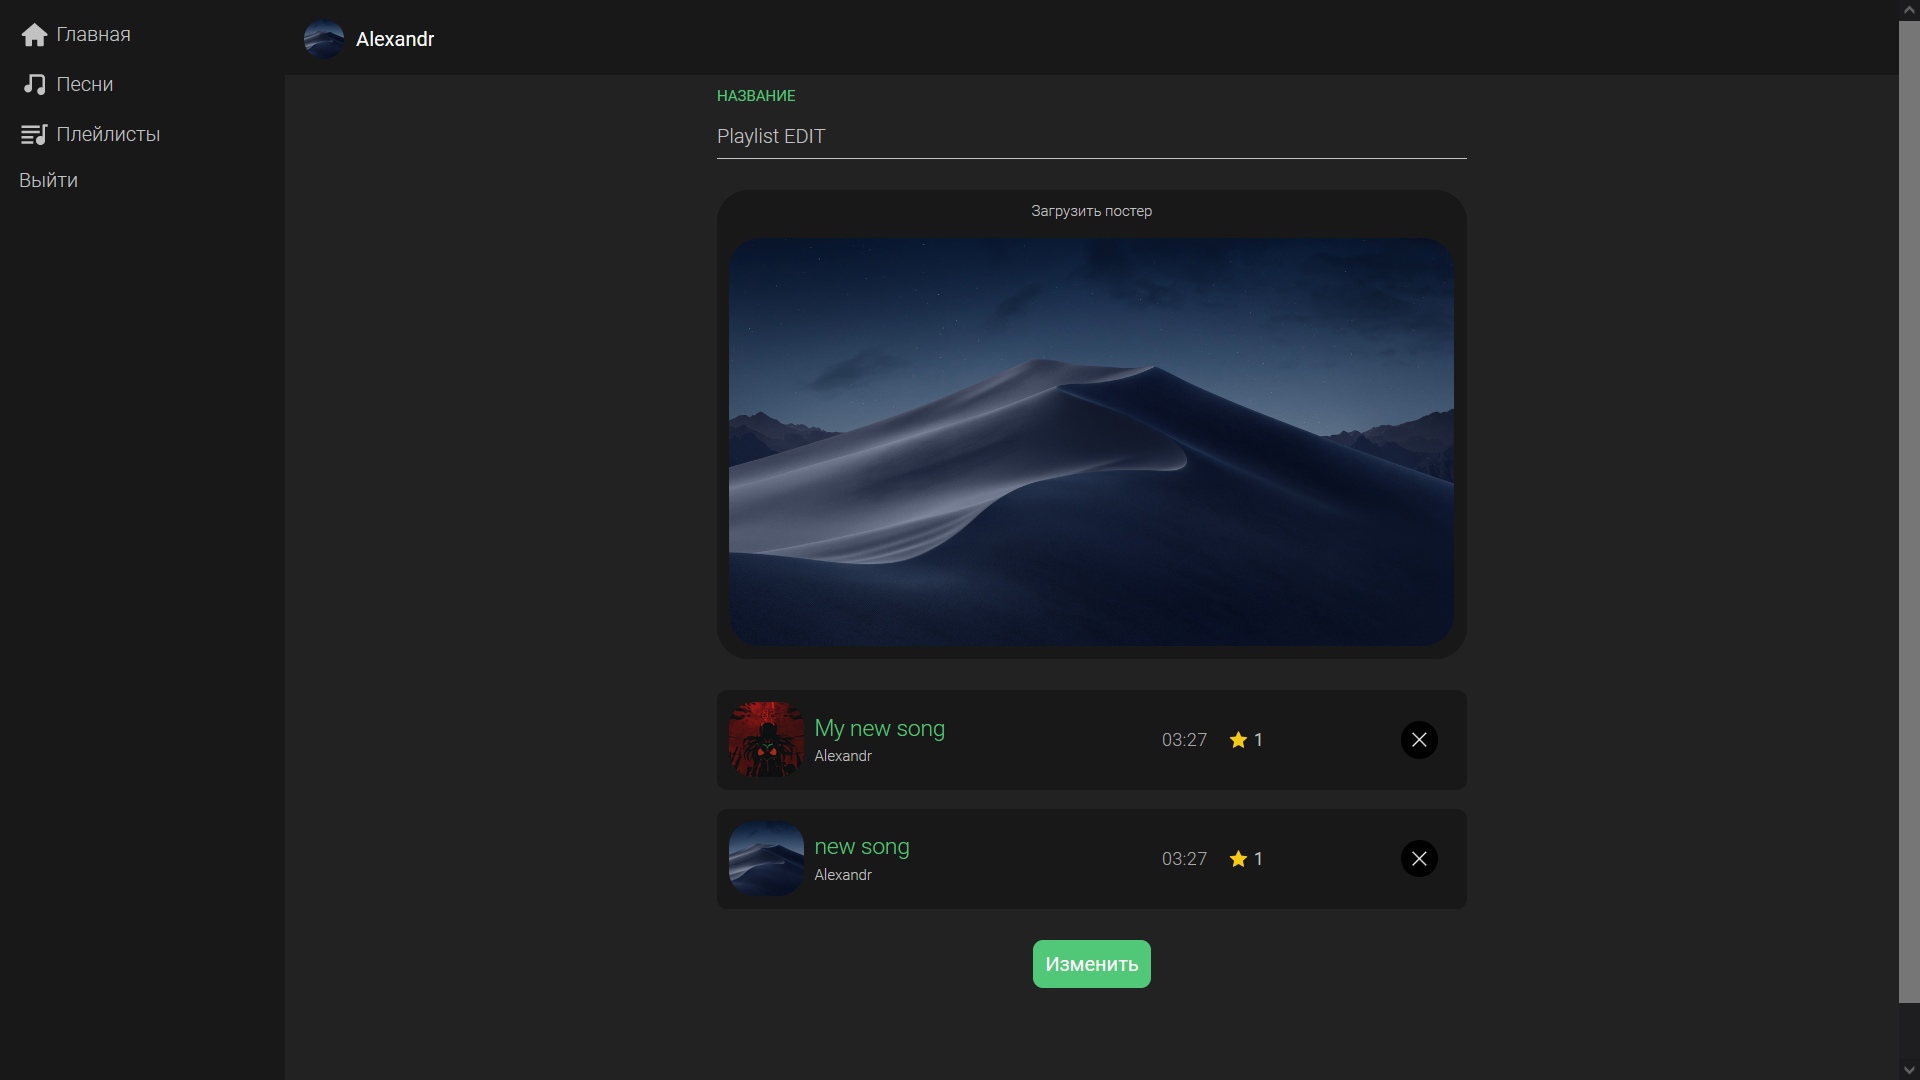 Главная
Песни
Плейлисты
Выйти
Alexandr
НАЗВАНИЕ
Playlist EDIT
Загрузить постер
My new song
Alexandr
03:27
1
new song
Alexandr
03:27
1
Изменить